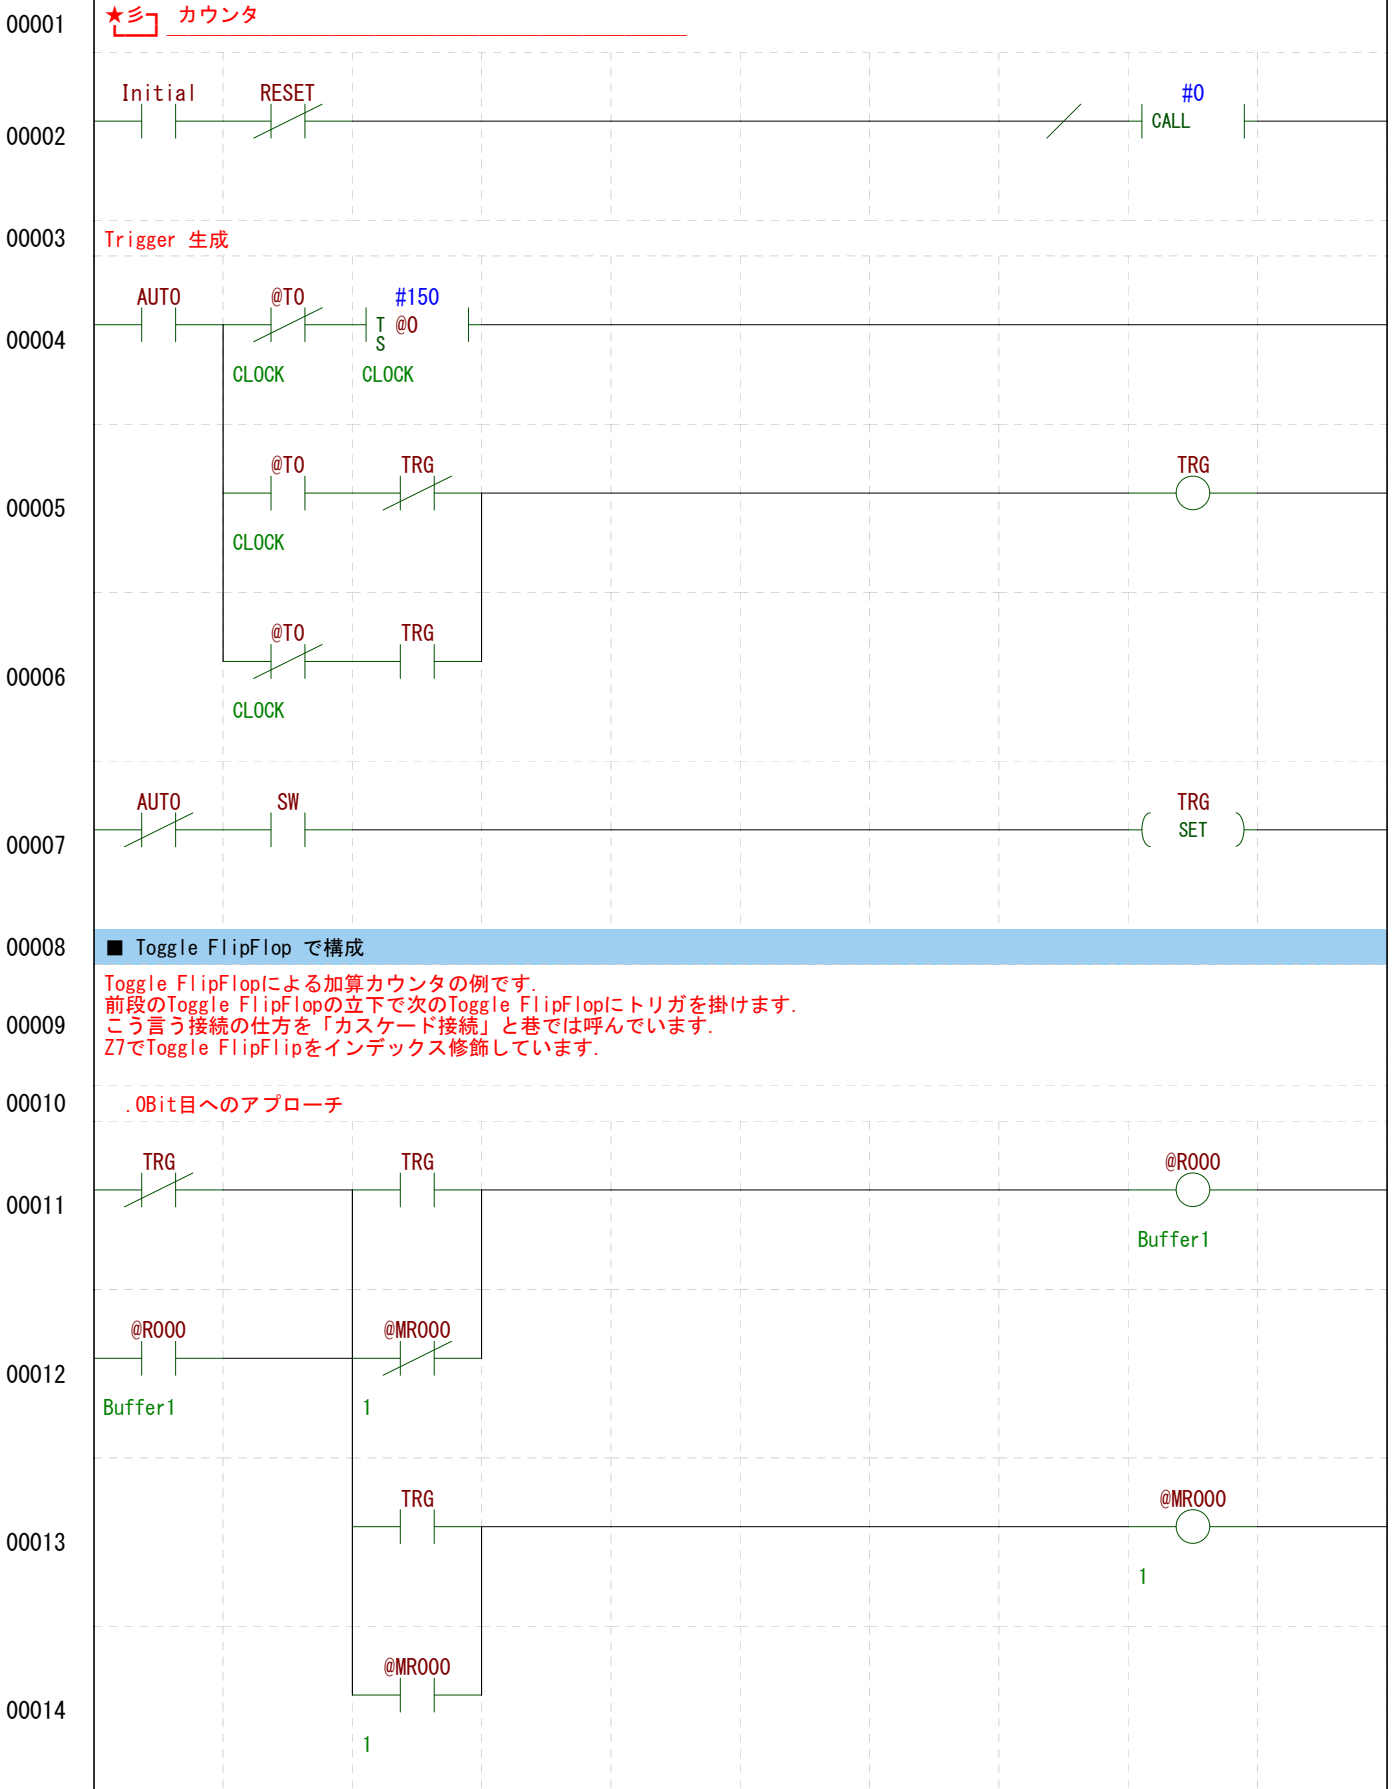 00001 ★彡 カウンタ
Initial RESET #0
00002 CALL
00003 Trigger 生成
AUTO @T0 #150
00004 T @0
S
CLOCK CLOCK
@T0 TRG TRG
00005
CLOCK
@T0 TRG
00006
CLOCK
AUTO SW TRG
00007 SET
00008 ■ Toggle FlipFlop で構成
Toggle FlipFlopによる加算カウンタの例です.
前段のToggle FlipFlopの立下で次のToggle FlipFlopにトリガを掛けます.
00009 こう言う接続の仕方を「カスケード接続」と巷では呼んでいます.
Z7でToggle FlipFlipをインデックス修飾しています.
00010 .0Bit目へのアプローチ
TRG TRG @R000
00011
Buffer1
@R000 @MR000
00012
Buffer1 1
TRG @MR000
00013
1
@MR000
00014
1